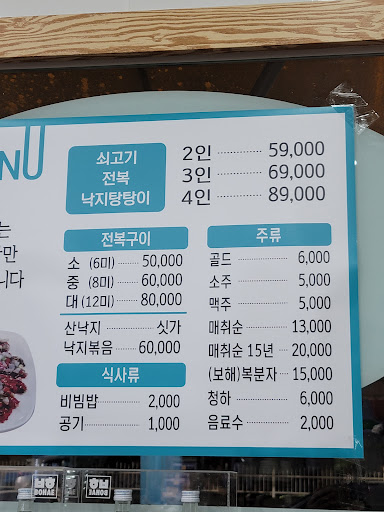 NU
쇠고기
전복
낙지탕탕이
2인 59,000
3인 69,000
4인 89,000
는
만
니다
전복구이
소 (6미) 50,000
중 (8미) 60,000
대 (12미) 80,000
산낙지 싯가
낙지볶음 60,000
식사류
비빔밥 2,000
공기 1,000
주류
골드 6,000
소주 5,000
맥주 5,000
매취순 13,000
매취순 15년 20,000
(보해)복분자 15,000
청하 6,000
음료수 2,000
BOHAE